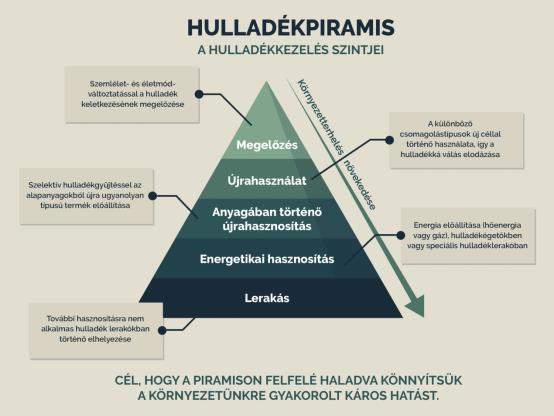 HULLADÉKPIRAMIS
A HULLADÉKKEZELÉS SZINTJEI
Szemlélet- és életmód-
változtatással a hulladék
keletkezésének megelőzése
Környezetterhelés növekedése
A különböző
csomagolástípusok új céllal
történő használata, így a
hulladékká válás elodázása
Megelőzés
Újrahasználat
Szelektív hulladékgyűjtéssel az
alapanyagokból újra ugyanolyan
típusú termék előállítása
Anyagában történő
újrahasznosítás
Energia előállítása (hőenergia
vagy gáz), hulladékégetőkben
vagy speciális hulladéklerakóban
Energetikai hasznosítás
Lerakás
További hasznosításra nem
alkalmas hulladék lerakókban
történő elhelyezése
CÉL, HOGY A PIRAMISON FELFELÉ HALADVA KÖNNYÍTSÜK
A KÖRNYEZETÜNKRE GYAKOROLT KÁROS HATÁST.